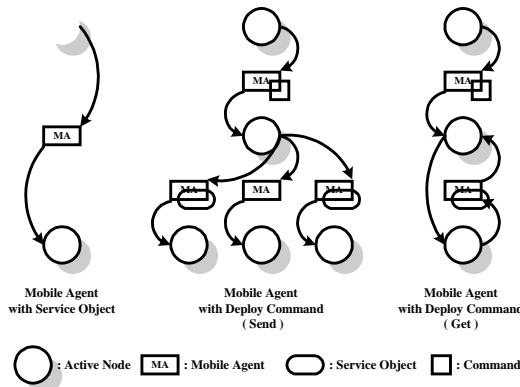 MA
MA
MA
MA
MA
MA
MA
MA
Mobile Agent
with Service Object
Mobile Agent
with Deploy Command
( Send )
Mobile Agent
with Deploy Command
( Get )
: Active Node
MA
: Mobile Agent
: Service Object
: Command